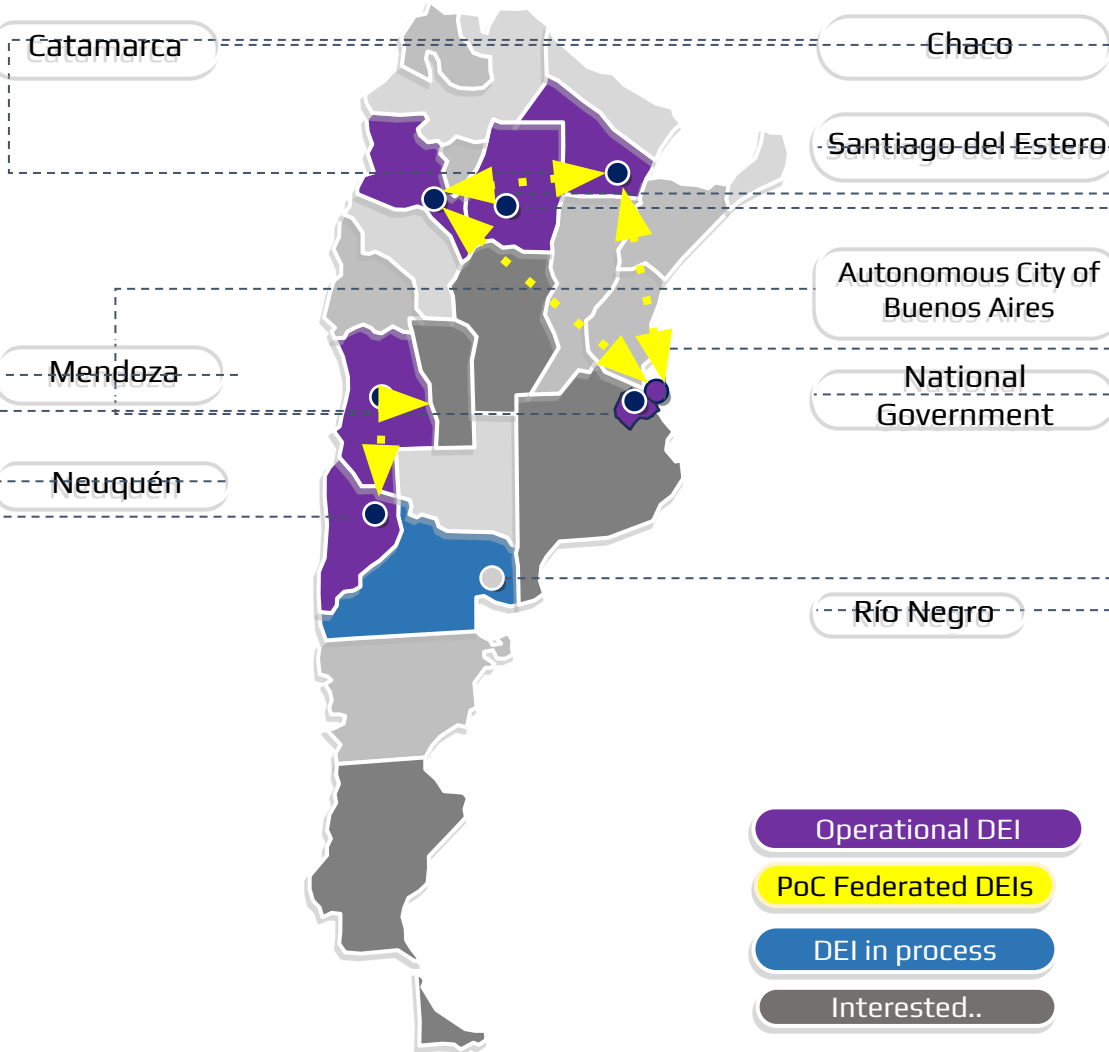 Catamarca
Chaco
Santiago del Estero
Autonomous City of
Buenos Aires
Mendoza
National
Government
Neuquén
Río Negro
Operational DEI
PoC Federated DEIs
DEI in process
Interested..